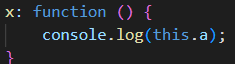 x: function () {
    console.log(this.a);
}